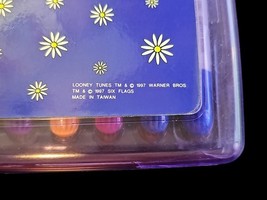 LOONEY TUNES TM & © 1997 WARNER BROS.
TM & © 1997 SIX FLAGS
MADE IN TAIWAN